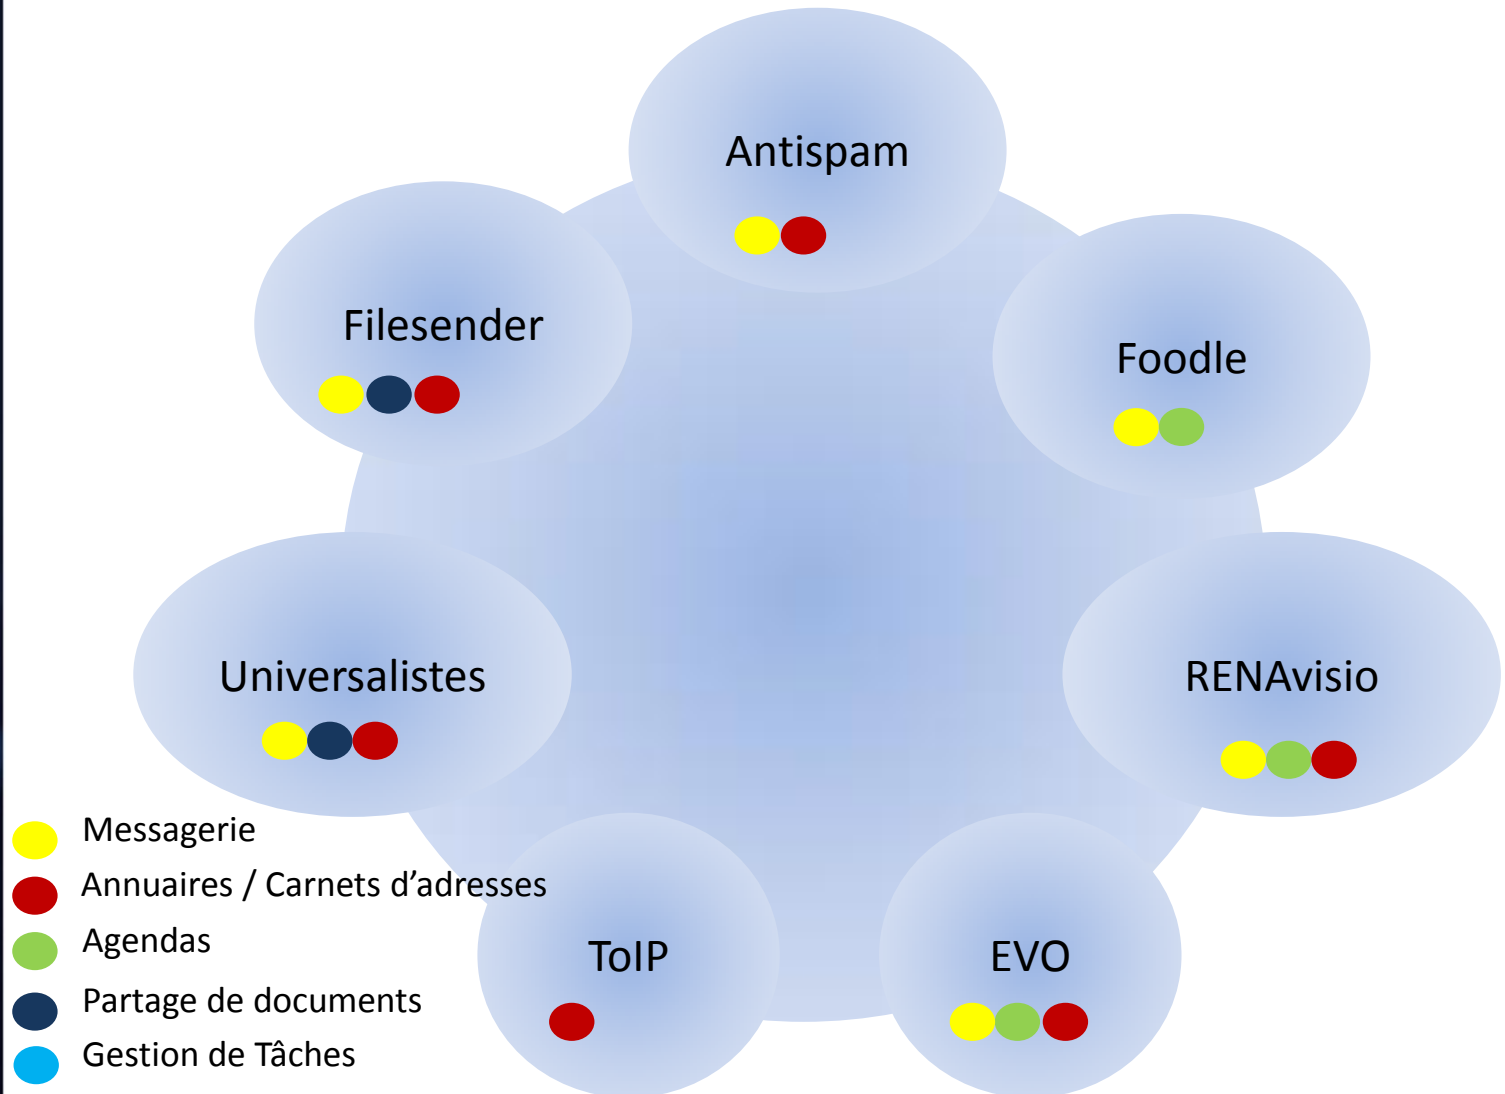 Antispam
Filesender
Foodle
Universalistes
RENAvisio
ToIP
EVO
Messagerie
Annuaires / Carnets d’adresses
Agendas
Partage de documents
Gestion de Tâches